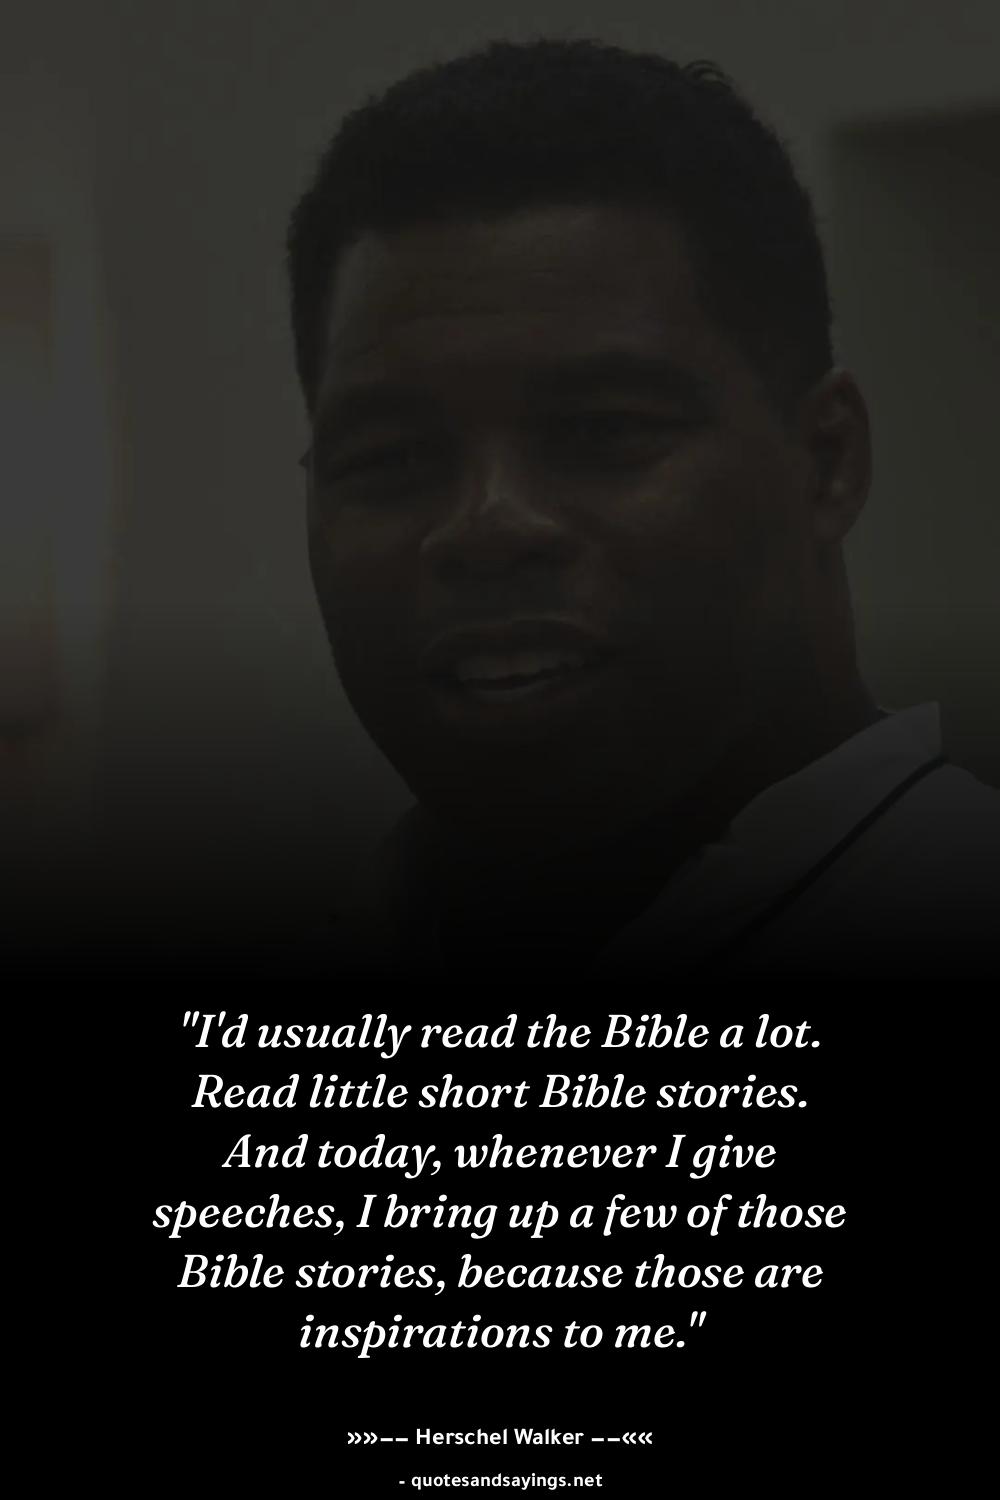 "I'd usually read the Bible a lot.
Read little short Bible stories.
And today, whenever I give
speeches, I bring up a few of those
Bible stories, because those are
inspirations to me."
»»−− Herschel Walker −−««
- quotesandsayings.net